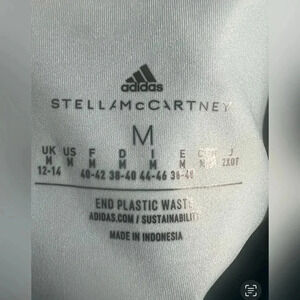 adidas
STELLAMcCARTNEY
M
UK US F D I E J
M M M M M M
12-14 40-42 38-40 44-46 38-40 2XOT
END PLASTIC WASTE
ADIDAS.COM / SUSTAINABILITY
MADE IN INDONESIA